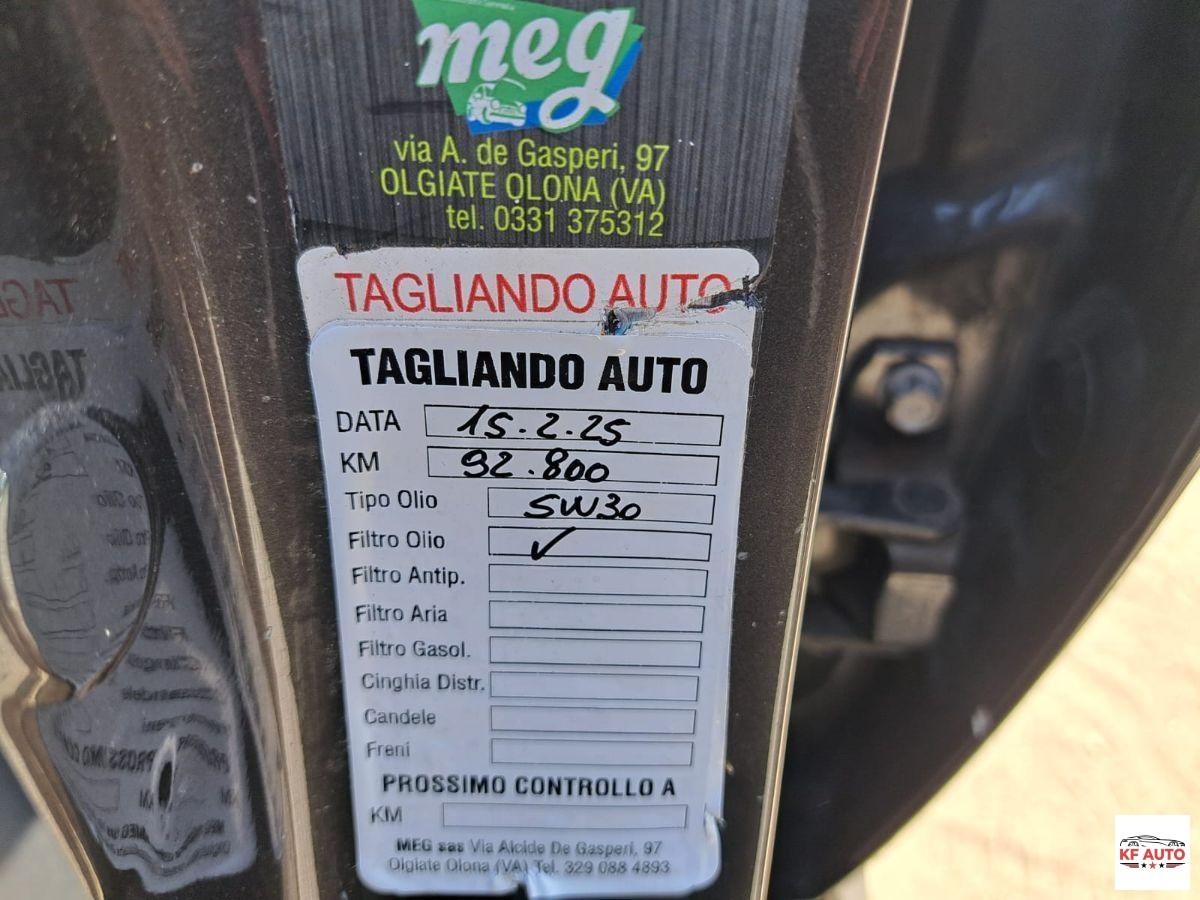 meg
via A. de Gasperi, 97
OLGIATE OLONA (VA)
tel. 0331 375312
TAGLIANDO AUTO
TAGLIANDO AUTO
DATA 15.2.25
KM 92.800
Tipo Olio 5W30
Filtro Olio ✓
Filtro Antip.
Filtro Aria
Filtro Gasol.
Cinghia Distr.
Candele
Freni
PROSSIMO CONTROLLO A
KM
MEG sas Via Alcide De Gasperi, 97
Olgiate Olona (VA) Tel. 329 088 4893
KF AUTO